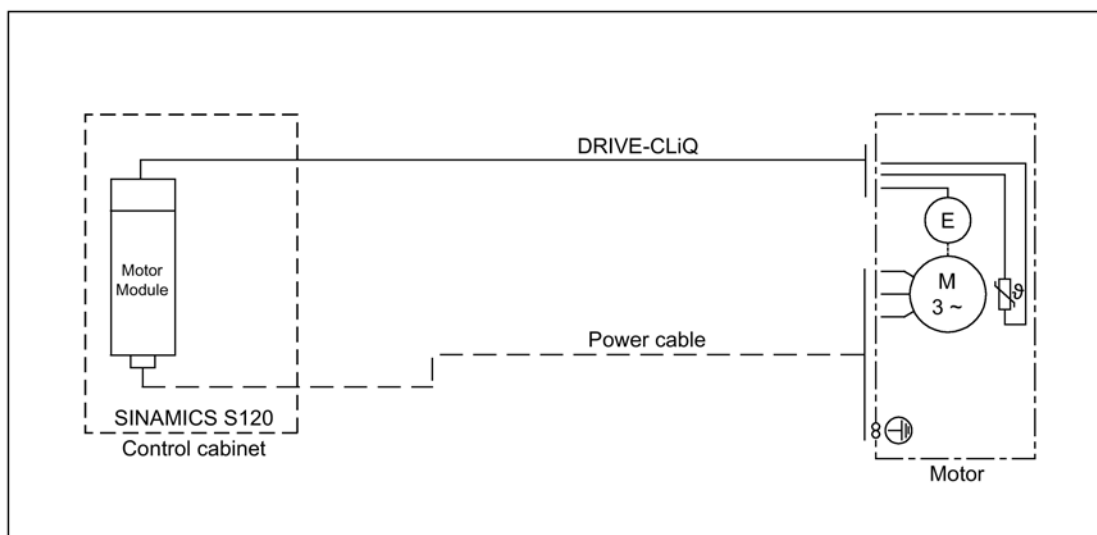 DRIVE-CLiQ
E
Motor
Module
M
3 ~
ϑ
Power cable
SINAMICS S120
Control cabinet
Motor